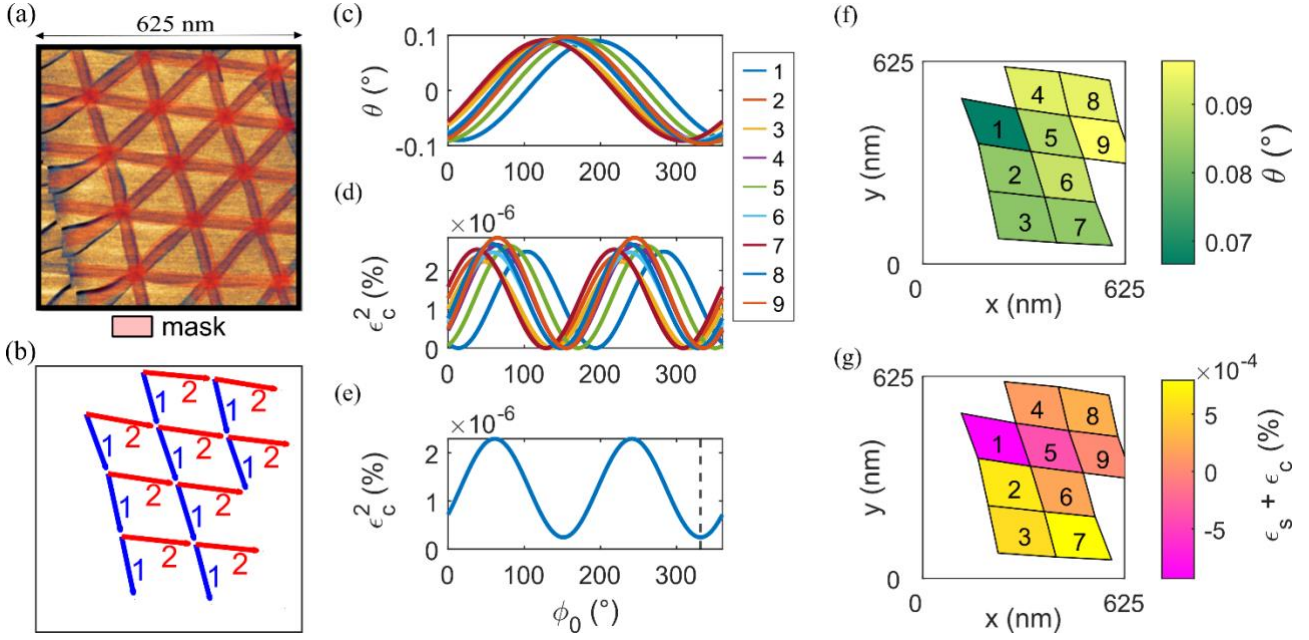 (a)
625 nm
mask
(b)
1
2
1
2
1
2
1
2
1
2
1
2
1
2
1
2
1
2
(c)
θ (°)
0.1
0
-0.1
0 100 200 300
1
2
3
4
5
6
7
8
9
(d)
×10⁻⁶
ϵc² (%)
2
1
0
0 100 200 300
(e)
×10⁻⁶
ϵc² (%)
2
1
0
0 100 200 300
ϕ₀ (°)
(f)
625
y (nm)
0
0 625
x (nm)
4 8
1 5 9
2 6
3 7
0.09
0.08
0.07
θ (°)
(g)
625
y (nm)
0
0 625
x (nm)
4 8
1 5 9
2 6
3 7
×10⁻⁴
5
0
-5
ϵs + ϵc (%)